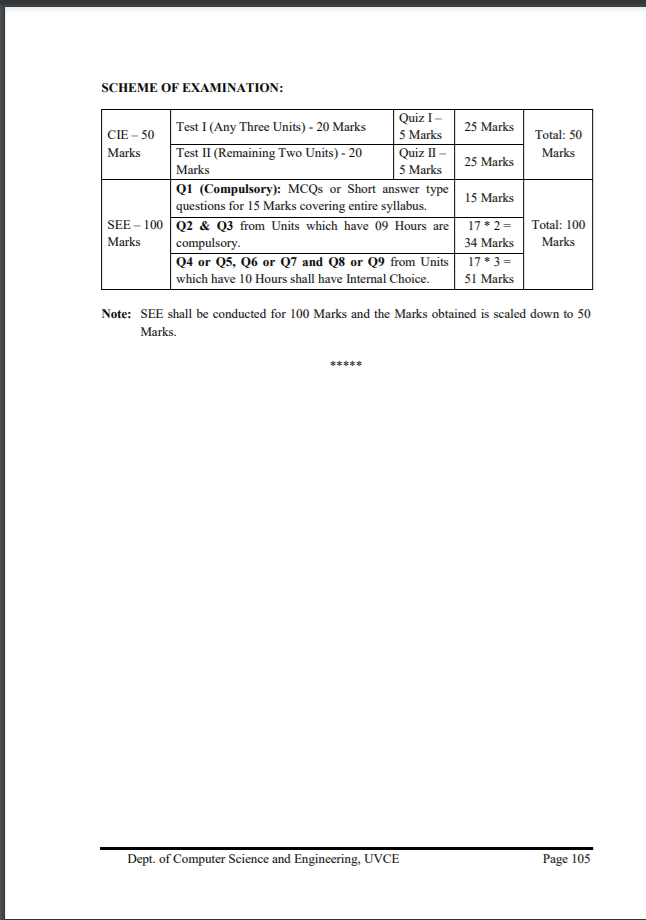 SCHEME OF EXAMINATION:
CIE – 50
Marks
Test I (Any Three Units) - 20 Marks
Quiz I –
5 Marks
25 Marks
Total: 50
Marks
Test II (Remaining Two Units) - 20
Marks
Quiz II –
5 Marks
25 Marks
SEE – 100
Marks
Q1 (Compulsory): MCQs or Short answer type
questions for 15 Marks covering entire syllabus.
15 Marks
Total: 100
Marks
Q2 & Q3 from Units which have 09 Hours are
compulsory.
17 * 2 =
34 Marks
Q4 or Q5, Q6 or Q7 and Q8 or Q9 from Units
which have 10 Hours shall have Internal Choice.
17 * 3 =
51 Marks
Note: SEE shall be conducted for 100 Marks and the Marks obtained is scaled down to 50
Marks.
*****
Dept. of Computer Science and Engineering, UVCE Page 105